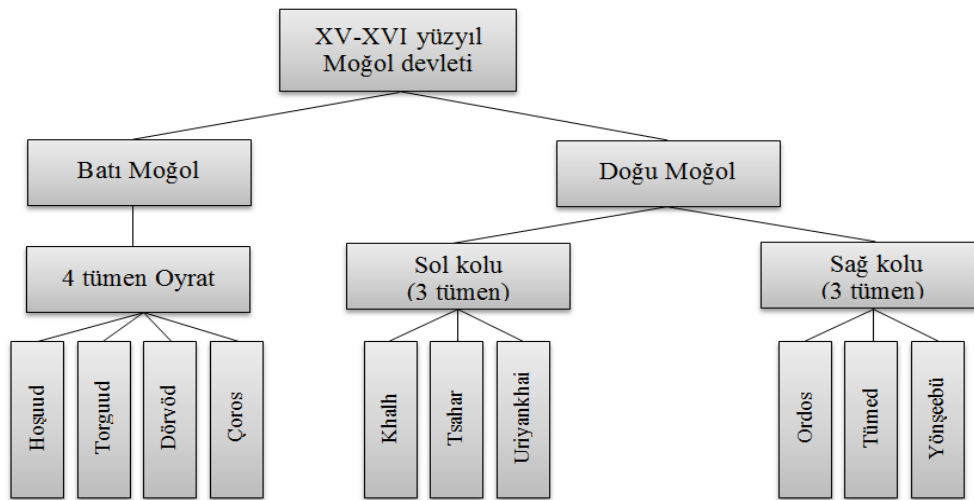 XV-XVI yüzyıl
Moğol devleti
Batı Moğol
Doğu Moğol
4 tümen Oyrat
Sol kolu
(3 tümen)
Sağ kolu
(3 tümen)
Hoşuud
Torguud
Dörvöd
Çoros
Khalh
Tsahar
Uriyankhai
Ordos
Tümed
Yönşeebü